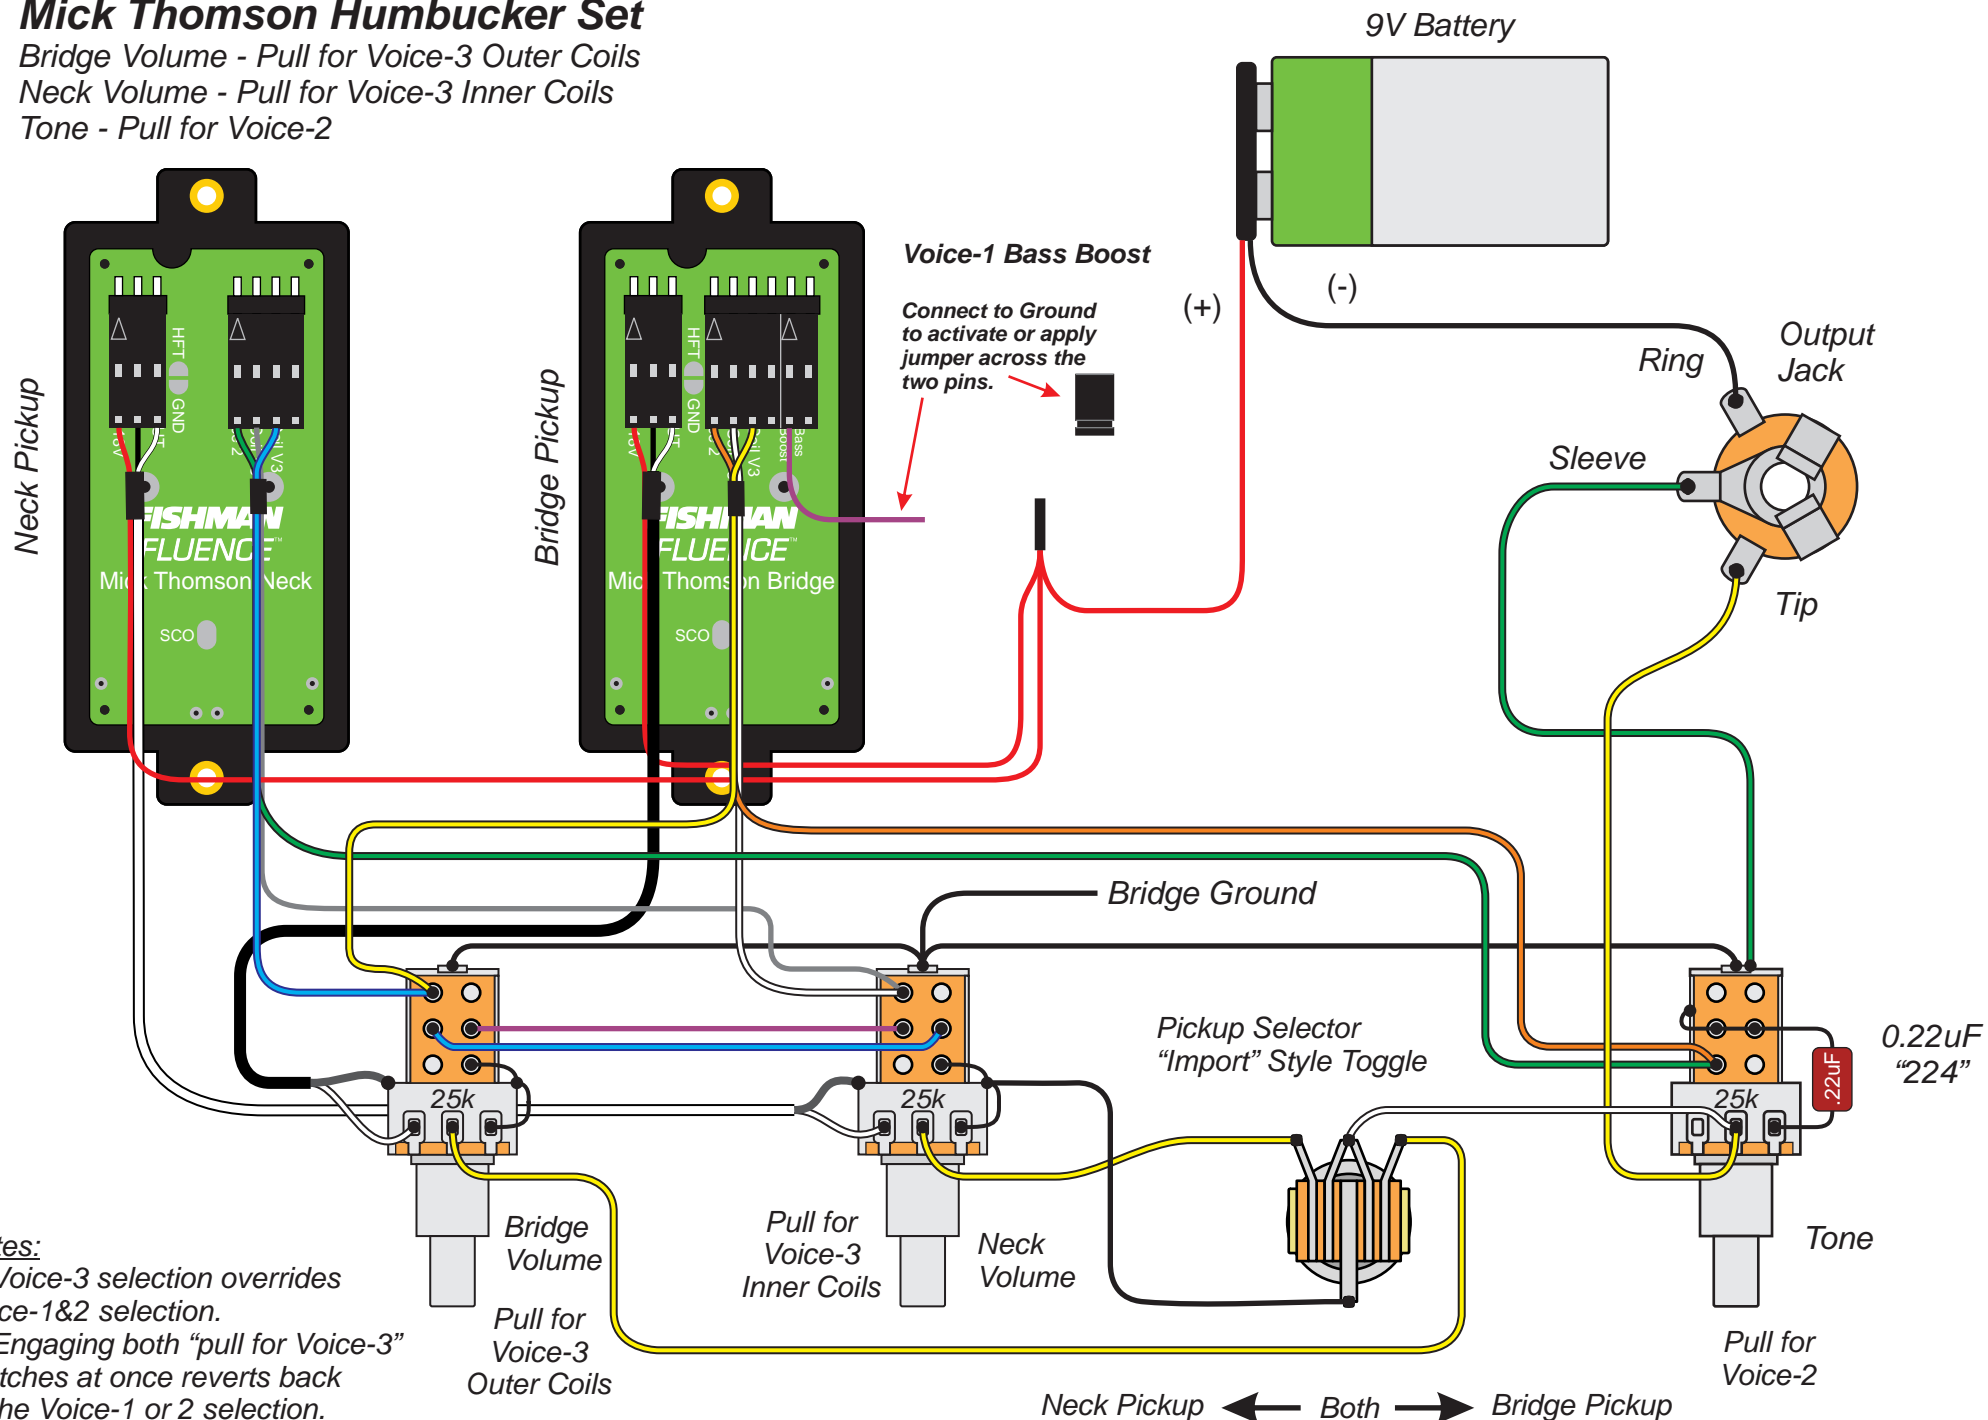 Mick Thomson Humbucker Set
Bridge Volume - Pull for Voice-3 Outer Coils
Neck Volume - Pull for Voice-3 Inner Coils
Tone - Pull for Voice-2
9V Battery
(+)
(-)
Voice-1 Bass Boost
Connect to Ground
to activate or apply
jumper across the
two pins.
Output
Jack
Ring
Sleeve
Tip
Neck Pickup
HFT
GND
FISHMAN
FLUENCE™
Mick Thomson Neck
SCO
Bridge Pickup
HFT
GND
Bass
Boost
FISHMAN
FLUENCE™
Mick Thomson Bridge
SCO
Bridge Ground
Pickup Selector
“Import” Style Toggle
0.22uF
“224”
.22uF
25k
25k
25k
Bridge
Volume
Pull for
Voice-3
Outer Coils
Pull for
Voice-3
Inner Coils
Neck
Volume
Tone
Pull for
Voice-2
tes:
Voice-3 selection overrides
ce-1&2 selection.
Engaging both “pull for Voice-3”
tches at once reverts back
he Voice-1 or 2 selection.
Neck Pickup
Both
Bridge Pickup